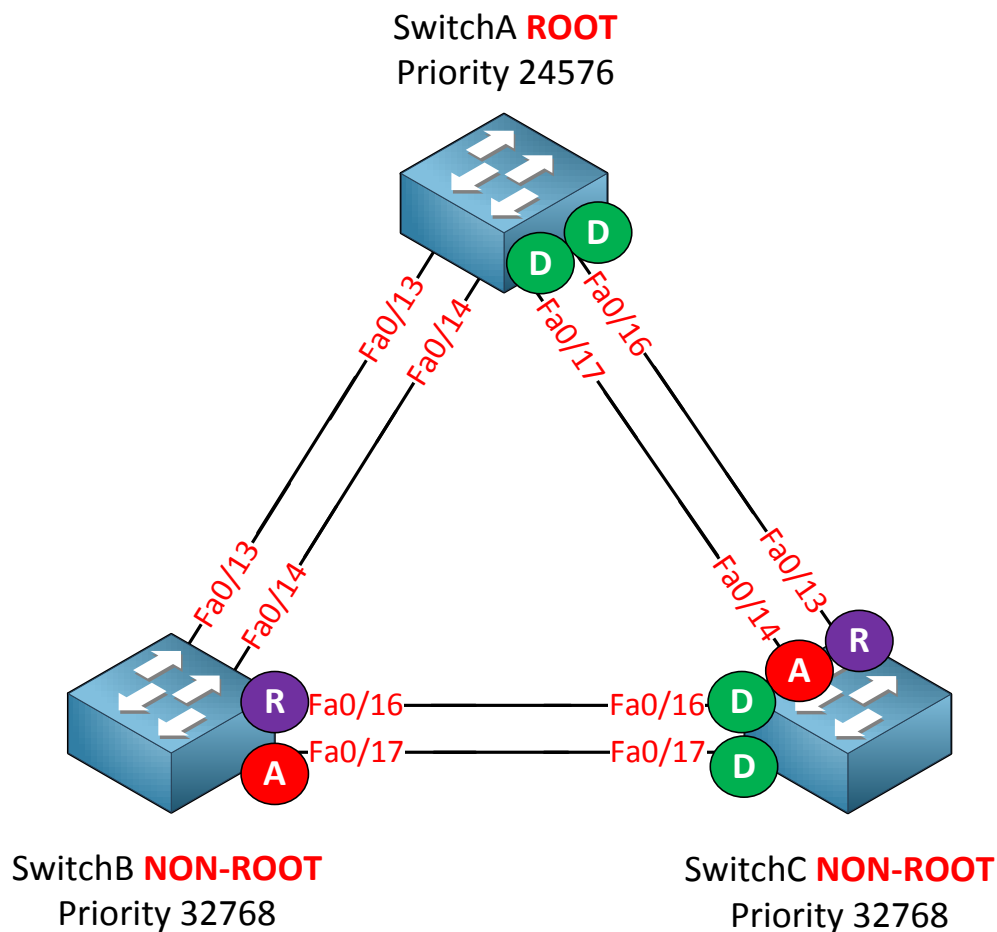 SwitchA ROOT
Priority 24576
D
D
Fa0/13
Fa0/14
Fa0/17
Fa0/16
Fa0/13
Fa0/14
Fa0/14
Fa0/13
R
A
R
Fa0/16
Fa0/16
D
A
Fa0/17
Fa0/17
D
SwitchB NON-ROOT
Priority 32768
SwitchC NON-ROOT
Priority 32768